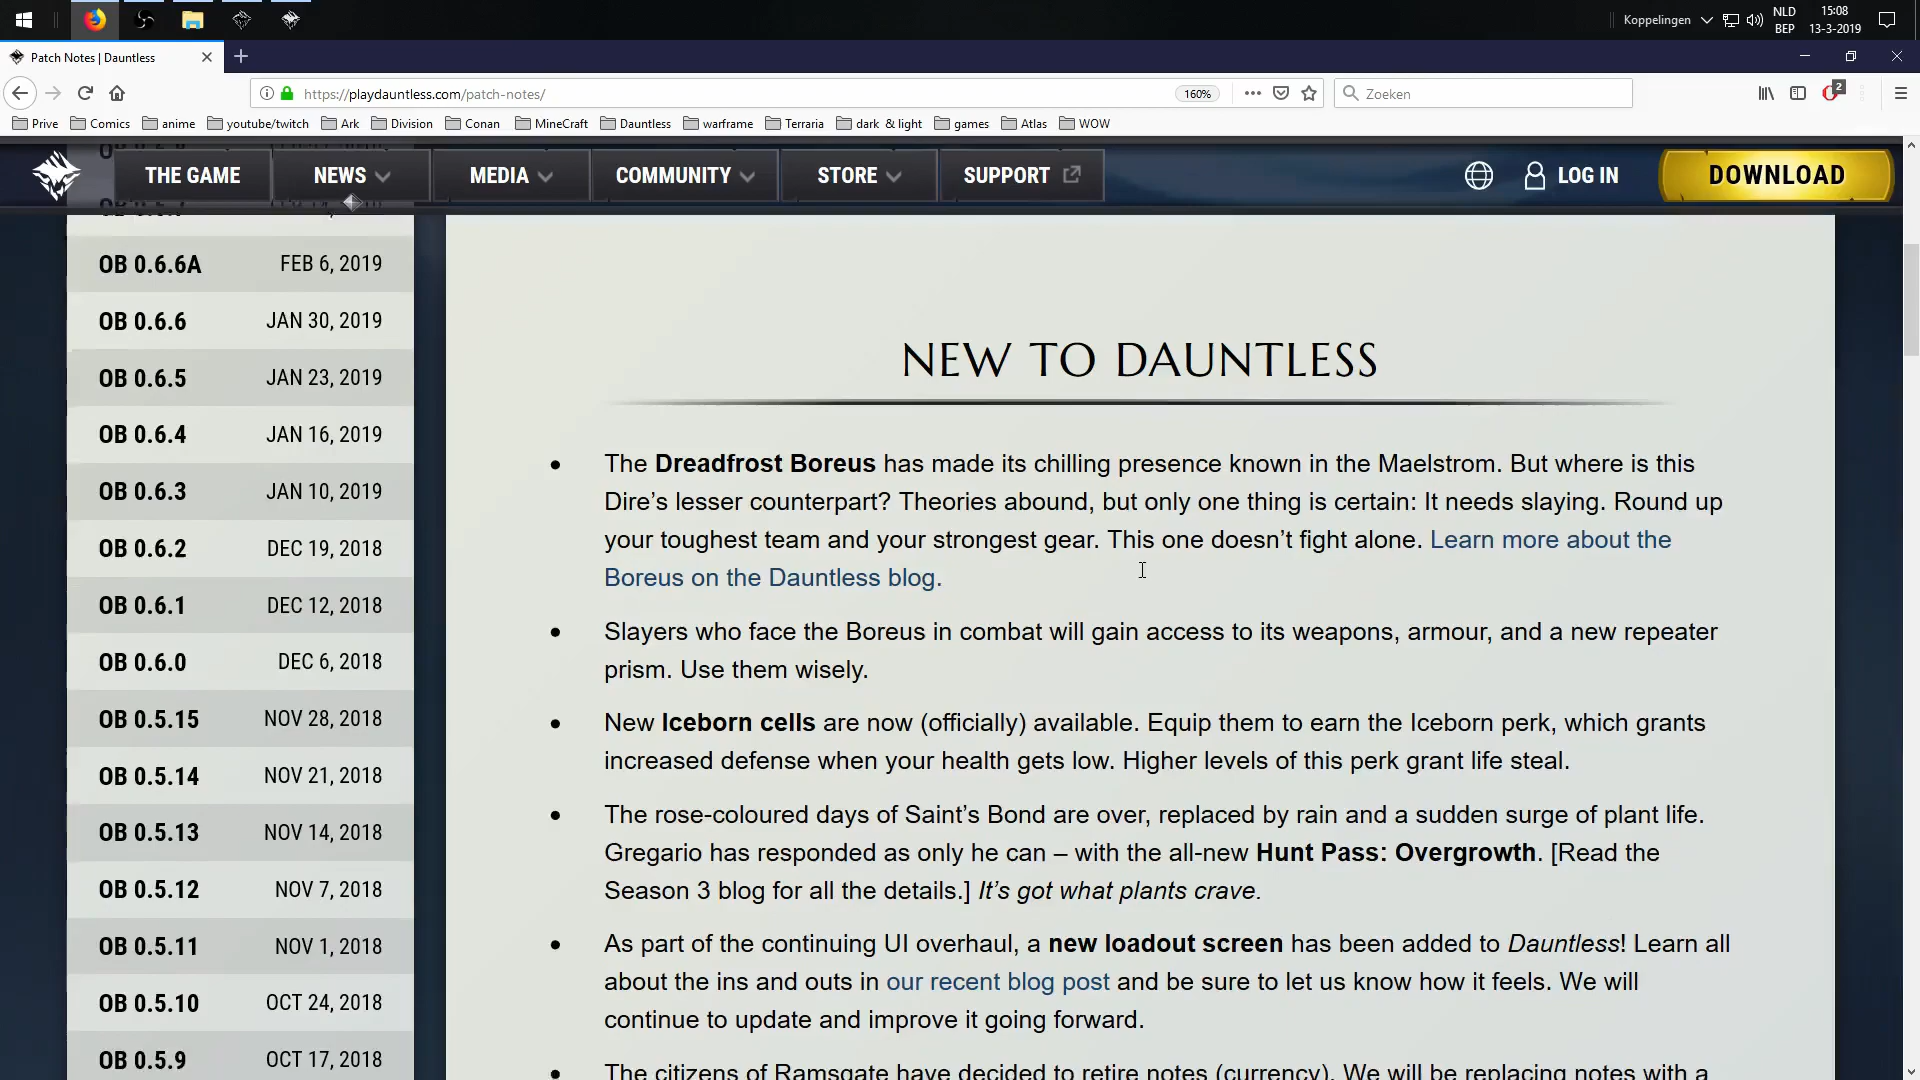 Koppelingen
NLD
BEP
15:08
13-3-2019
Patch Notes | Dauntless
https://playdauntless.com/patch-notes/
160%
Zoeken
2
Prive
Comics
anime
youtube/twitch
Ark
Division
Conan
MineCraft
Dauntless
warframe
Terraria
dark & light
games
Atlas
WOW
THE GAME
NEWS
MEDIA
COMMUNITY
STORE
SUPPORT
LOG IN
DOWNLOAD
OB 0.6.6A FEB 6, 2019
OB 0.6.6 JAN 30, 2019
OB 0.6.5 JAN 23, 2019
OB 0.6.4 JAN 16, 2019
OB 0.6.3 JAN 10, 2019
OB 0.6.2 DEC 19, 2018
OB 0.6.1 DEC 12, 2018
OB 0.6.0 DEC 6, 2018
OB 0.5.15 NOV 28, 2018
OB 0.5.14 NOV 21, 2018
OB 0.5.13 NOV 14, 2018
OB 0.5.12 NOV 7, 2018
OB 0.5.11 NOV 1, 2018
OB 0.5.10 OCT 24, 2018
OB 0.5.9 OCT 17, 2018
NEW TO DAUNTLESS
• The Dreadfrost Boreus has made its chilling presence known in the Maelstrom. But where is this
Dire’s lesser counterpart? Theories abound, but only one thing is certain: It needs slaying. Round up
your toughest team and your strongest gear. This one doesn’t fight alone. Learn more about the
Boreus on the Dauntless blog.
• Slayers who face the Boreus in combat will gain access to its weapons, armour, and a new repeater
prism. Use them wisely.
• New Iceborn cells are now (officially) available. Equip them to earn the Iceborn perk, which grants
increased defense when your health gets low. Higher levels of this perk grant life steal.
• The rose-coloured days of Saint’s Bond are over, replaced by rain and a sudden surge of plant life.
Gregario has responded as only he can – with the all-new Hunt Pass: Overgrowth. [Read the
Season 3 blog for all the details.] It’s got what plants crave.
• As part of the continuing UI overhaul, a new loadout screen has been added to Dauntless! Learn all
about the ins and outs in our recent blog post and be sure to let us know how it feels. We will
continue to update and improve it going forward.
• The citizens of Ramsgate have decided to retire notes (currency). We will be replacing notes with a